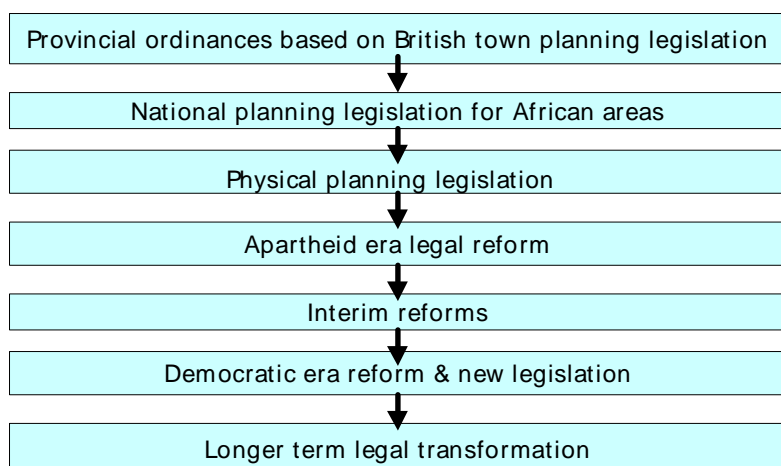 Provincial ordinances based on British town planning legislation
National planning legislation for African areas
Physical planning legislation
Apartheid era legal reform
Interim reforms
Democratic era reform & new legislation
Longer term legal transformation